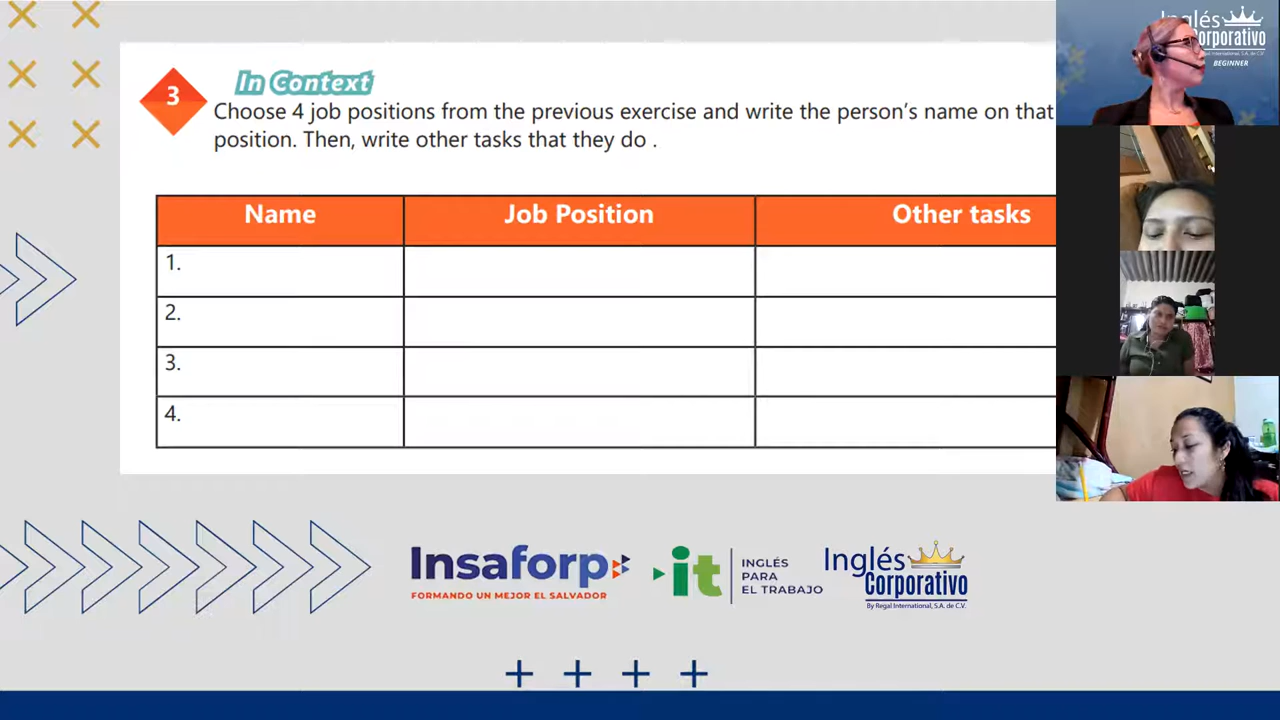 3
In Context
Choose 4 job positions from the previous exercise and write the person's name on that
position. Then, write other tasks that they do .
Name Job Position Other tasks
1.
2.
3.
4.
Insaforp
FORMANDO UN MEJOR EL SALVADOR
it
INGLÉS
PARA
EL TRABAJO
Inglés
Corporativo
By Regal International, S.A. de C.V.
Inglés
Corporativo
BEGINNER